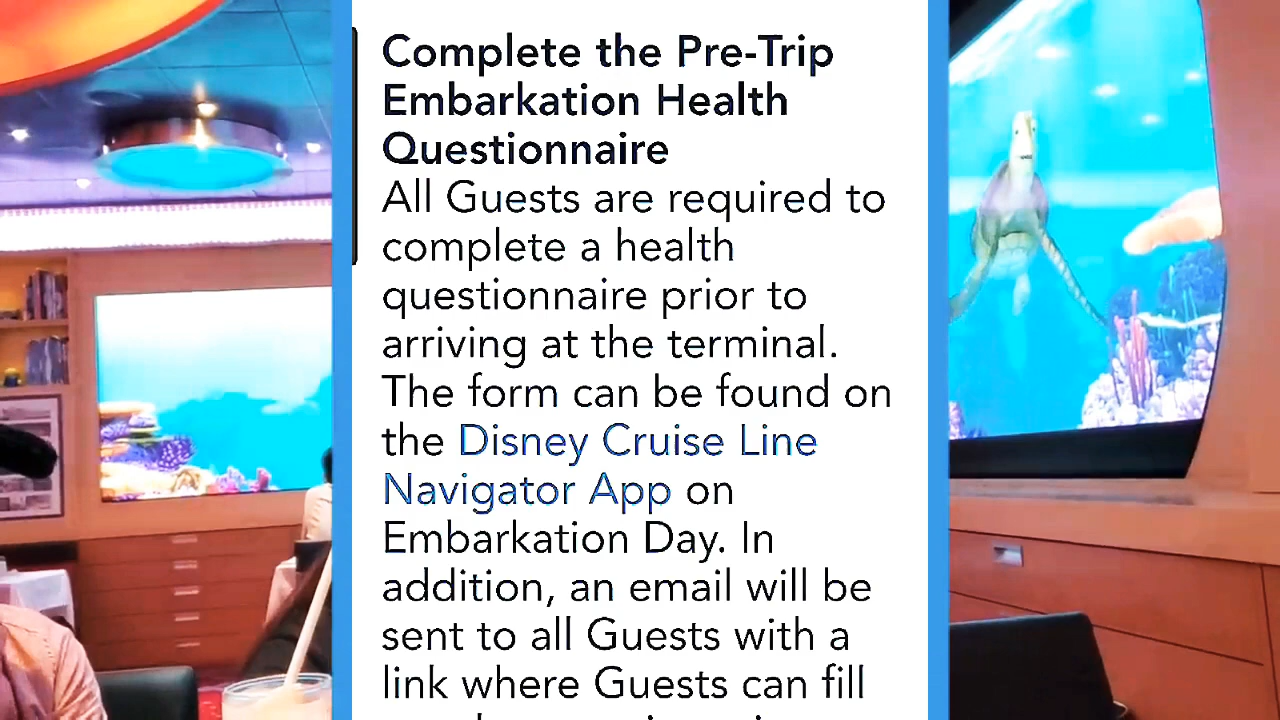 Complete the Pre-Trip
Embarkation Health
Questionnaire
All Guests are required to
complete a health
questionnaire prior to
arriving at the terminal.
The form can be found on
the Disney Cruise Line
Navigator App on
Embarkation Day. In
addition, an email will be
sent to all Guests with a
link where Guests can fill